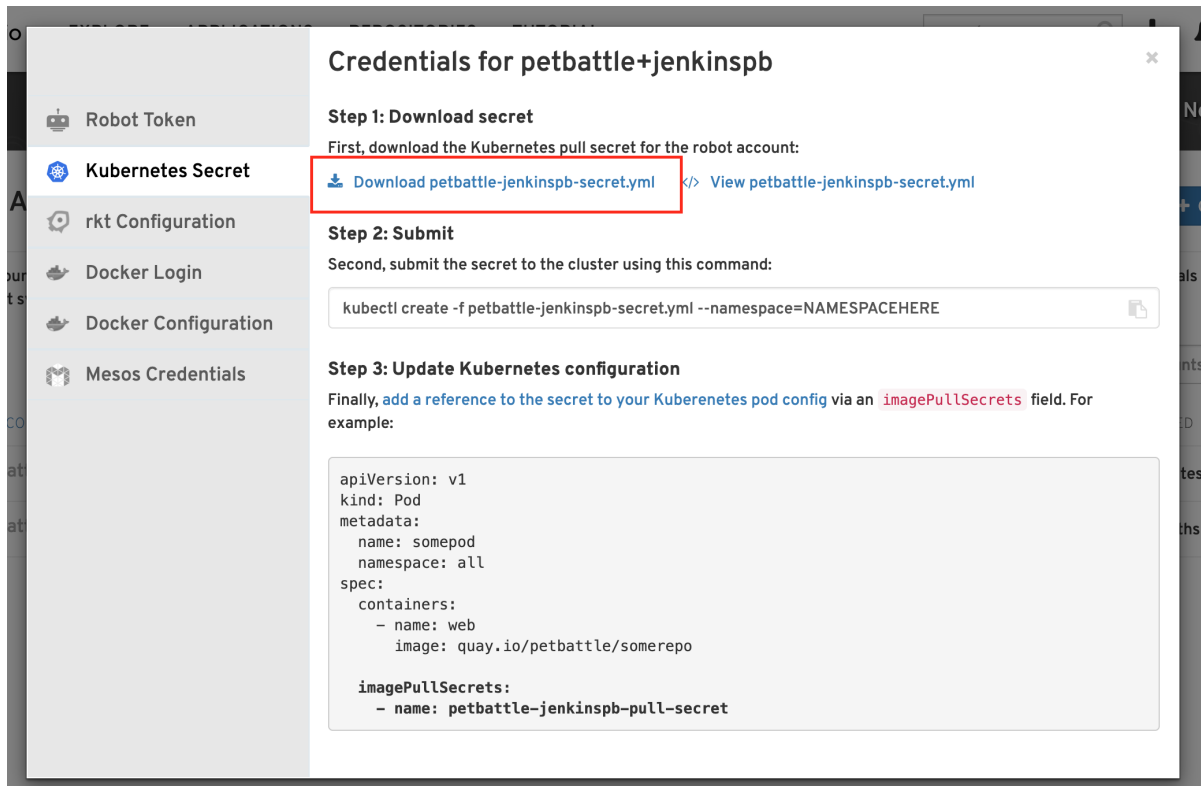 EXPLORE APPLICATIONS REPOSITORIES TUTORIAL
Credentials for petbattle+jenkinspb
×
Robot Token
Kubernetes Secret
rkt Configuration
Docker Login
Docker Configuration
Mesos Credentials
Step 1: Download secret
First, download the Kubernetes pull secret for the robot account:
Download petbattle-jenkinspb-secret.yml </> View petbattle-jenkinspb-secret.yml
Step 2: Submit
Second, submit the secret to the cluster using this command:
kubectl create -f petbattle-jenkinspb-secret.yml --namespace=NAMESPACEHERE
Step 3: Update Kubernetes configuration
Finally, add a reference to the secret to your Kuberenetes pod config via an imagePullSecrets field. For
example:
apiVersion: v1
kind: Pod
metadata:
  name: somepod
  namespace: all
spec:
  containers:
    - name: web
      image: quay.io/petbattle/somerepo
  imagePullSecrets:
    - name: petbattle-jenkinspb-pull-secret